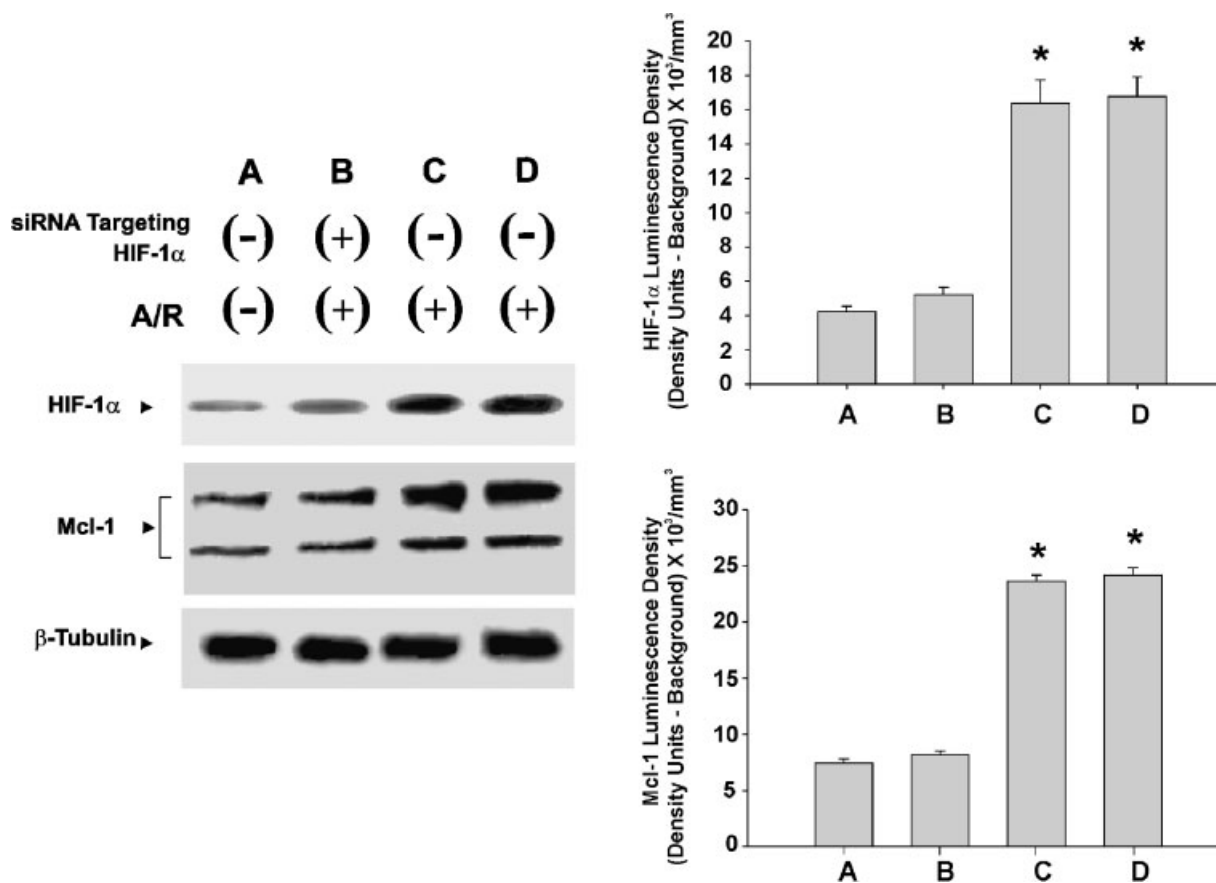 A B C D
siRNA Targeting
HIF-1α
(-) (+) (-) (-)
A/R (-) (+) (+) (+)
HIF-1α
Mcl-1
β-Tubulin
HIF-1α Luminescence Density
(Density Units - Background) X 10³/mm³
20
18
16
14
12
10
8
6
4
2
0
* *
A B C D
Mcl-1 Luminescence Density
(Density Units - Background) X 10³/mm³
30
25
20
15
10
5
0
* *
A B C D